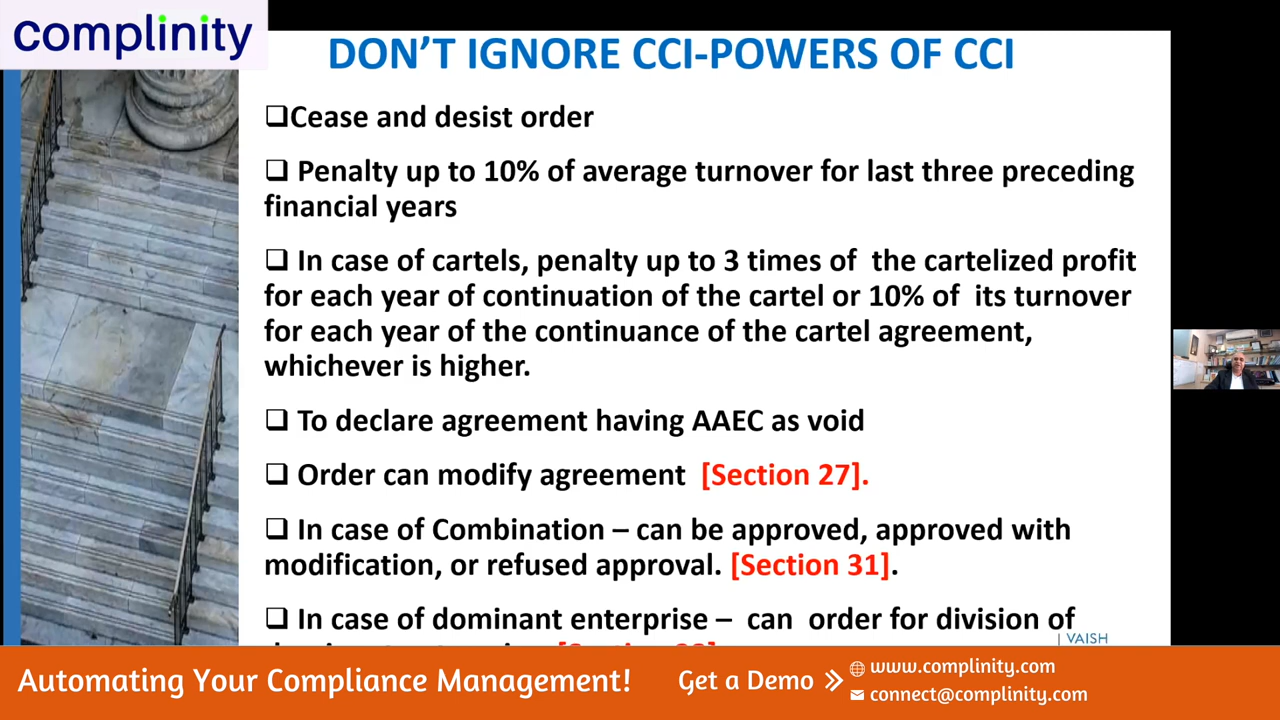 complinity
DON'T IGNORE CCI-POWERS OF CCI
❑Cease and desist order
❑ Penalty up to 10% of average turnover for last three preceding
financial years
❑ In case of cartels, penalty up to 3 times of the cartelized profit
for each year of continuation of the cartel or 10% of its turnover
for each year of the continuance of the cartel agreement,
whichever is higher.
❑ To declare agreement having AAEC as void
❑ Order can modify agreement [Section 27].
❑ In case of Combination – can be approved, approved with
modification, or refused approval. [Section 31].
❑ In case of dominant enterprise – can order for division of
| VAISH
Automating Your Compliance Management!
Get a Demo
www.complinity.com
connect@complinity.com